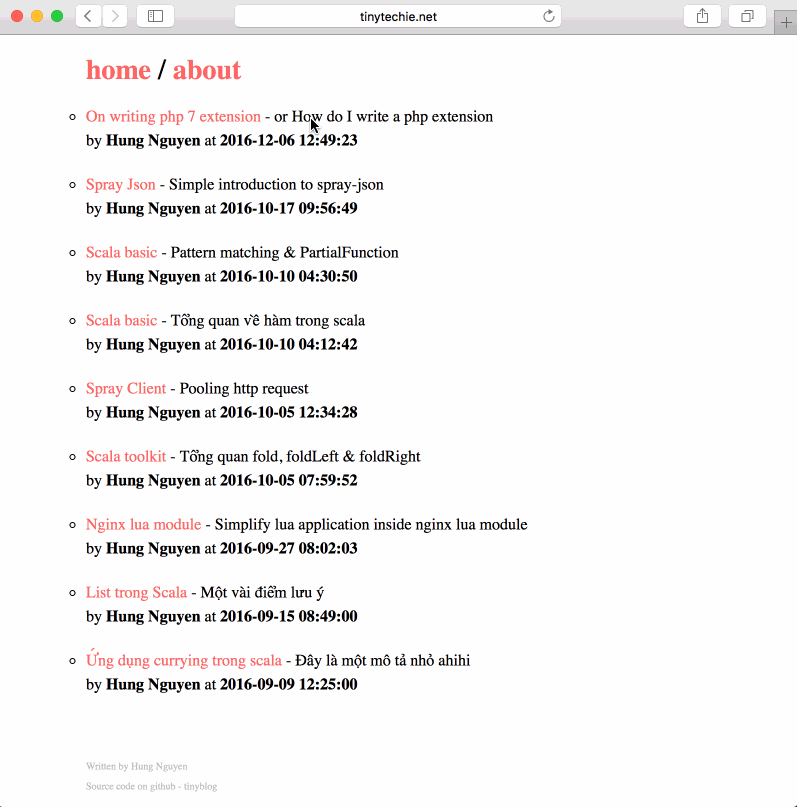 tinytechie.net
home / about
On writing php 7 extension - or How do I write a php extension
by Hung Nguyen at 2016-12-06 12:49:23
Spray Json - Simple introduction to spray-json
by Hung Nguyen at 2016-10-17 09:56:49
Scala basic - Pattern matching & PartialFunction
by Hung Nguyen at 2016-10-10 04:30:50
Scala basic - Tổng quan về hàm trong scala
by Hung Nguyen at 2016-10-10 04:12:42
Spray Client - Pooling http request
by Hung Nguyen at 2016-10-05 12:34:28
Scala toolkit - Tổng quan fold, foldLeft & foldRight
by Hung Nguyen at 2016-10-05 07:59:52
Nginx lua module - Simplify lua application inside nginx lua module
by Hung Nguyen at 2016-09-27 08:02:03
List trong Scala - Một vài điểm lưu ý
by Hung Nguyen at 2016-09-15 08:49:00
Ứng dụng currying trong scala - Đây là một mô tả nhỏ ahihi
by Hung Nguyen at 2016-09-09 12:25:00
Written by Hung Nguyen
Source code on github - tinyblog